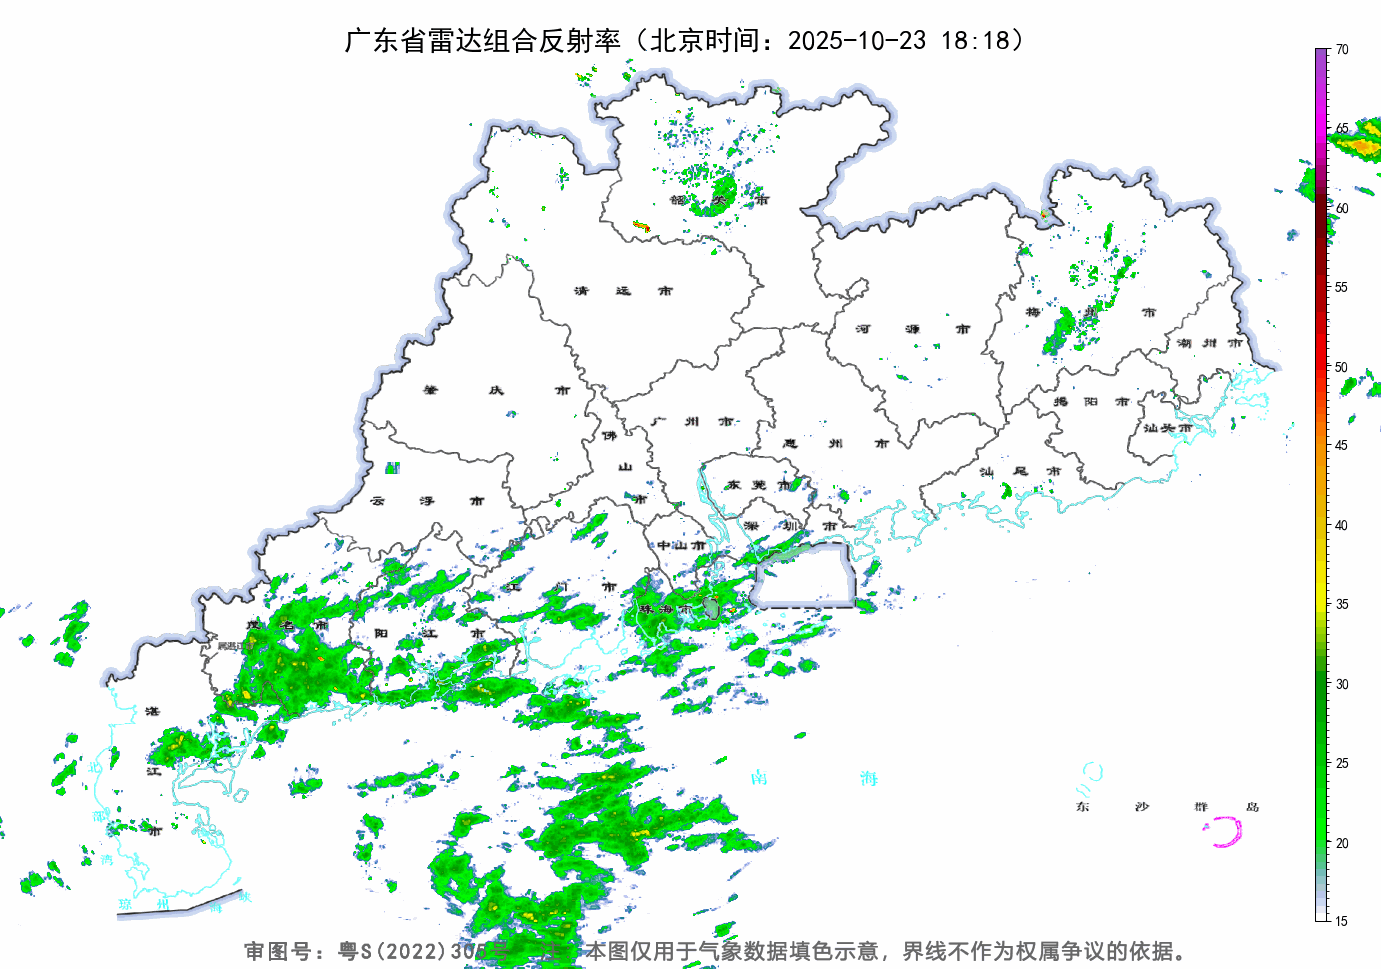 广东省雷达组合反射率（北京时间：2025-10-23 18:18）
70
65
60
55
50
45
40
35
30
25
20
15
韶 关 市
清 远 市
河 源 市
梅 州 市
潮 州 市
肇 庆 市
广 州 市
佛 山 市
惠 州 市
揭 阳 市
汕头市
汕 尾 市
东 莞 市
云 浮 市
深 圳 市
中山市
江 门 市
珠海市
茂 名 市
阳 江 市
湛 江 市
北 部 湾
琼 州 海 峡
南 海
东 沙 群 岛
审图号：粤S(2022)305号 注：本图仅用于气象数据填色示意，界线不作为权属争议的依据。